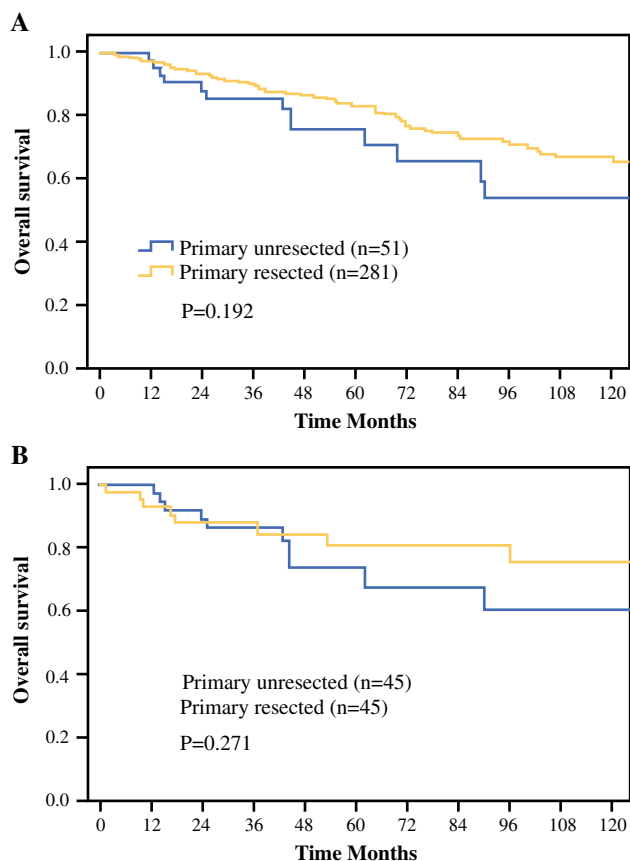 A
1.0
0.8
0.6
0.4
0.2
0.0
Overall survival
Primary unresected (n=51)
Primary resected (n=281)
P=0.192
0 12 24 36 48 60 72 84 96 108 120
Time Months
B
1.0
0.8
0.6
0.4
0.2
0.0
Overall survival
Primary unresected (n=45)
Primary resected (n=45)
P=0.271
0 12 24 36 48 60 72 84 96 108 120
Time Months